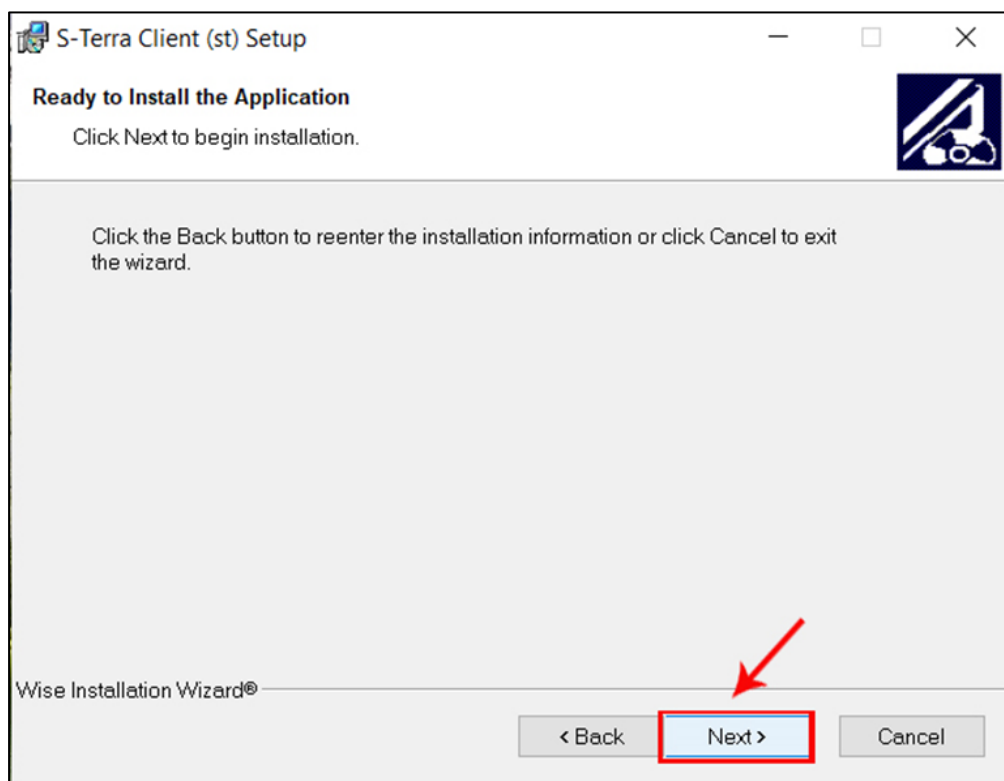 S-Terra Client (st) Setup
Ready to Install the Application
Click Next to begin installation.
Click the Back button to reenter the installation information or click Cancel to exit
the wizard.
Wise Installation Wizard®
< Back Next > Cancel